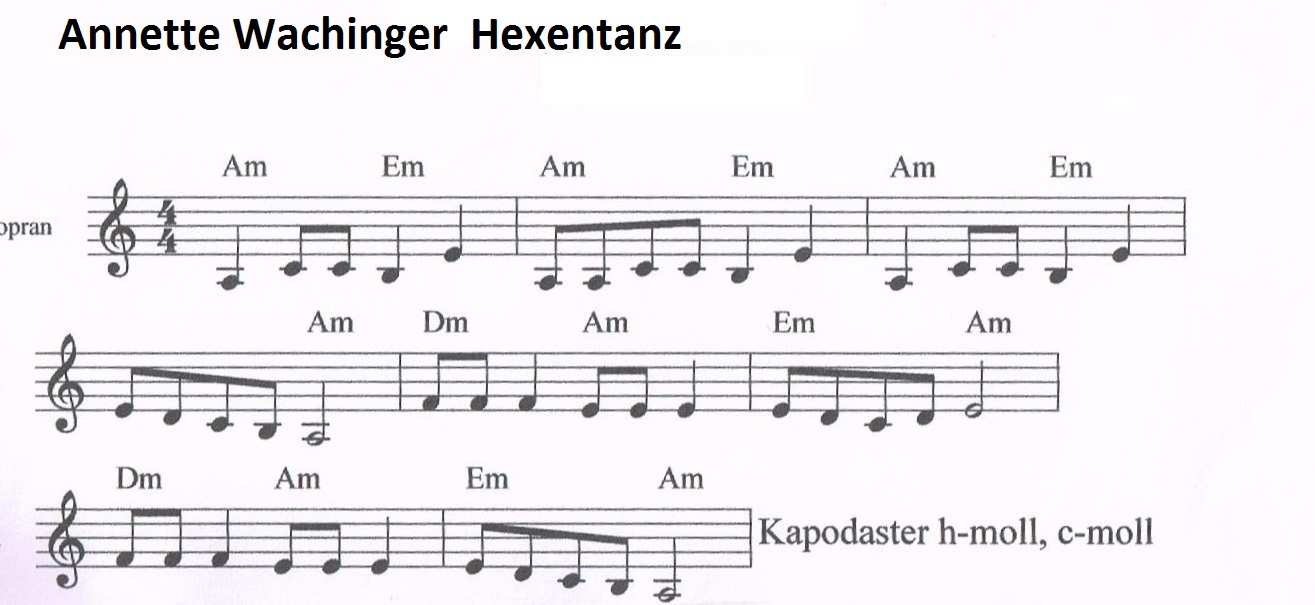 Annette Wachinger  Hexentanz
Am Em Am Em Am Em
opran
4
4
Am Dm Am Em Am
Dm Am Em Am
Kapodaster h-moll, c-moll